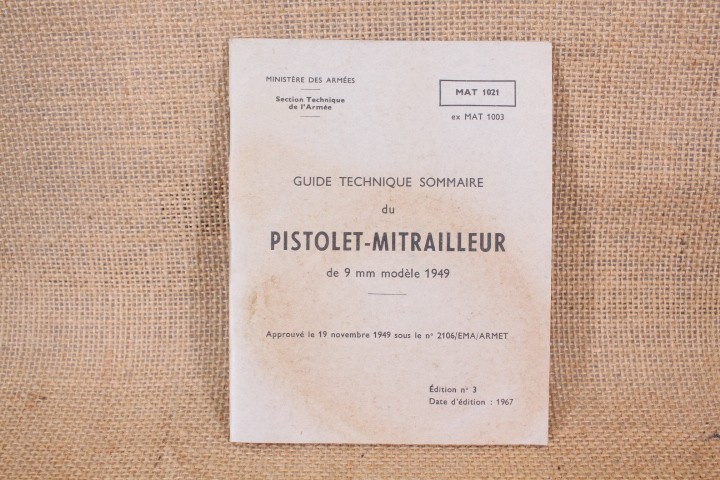 MINISTÈRE DES ARMÉES
Section Technique
de l'Armée
MAT 1021
ex MAT 1003
GUIDE TECHNIQUE SOMMAIRE
du
PISTOLET-MITRAILLEUR
de 9 mm modèle 1949
Approuvé le 19 novembre 1949 sous le n° 2106/EMA/ARMET
Édition n° 3
Date d'édition : 1967